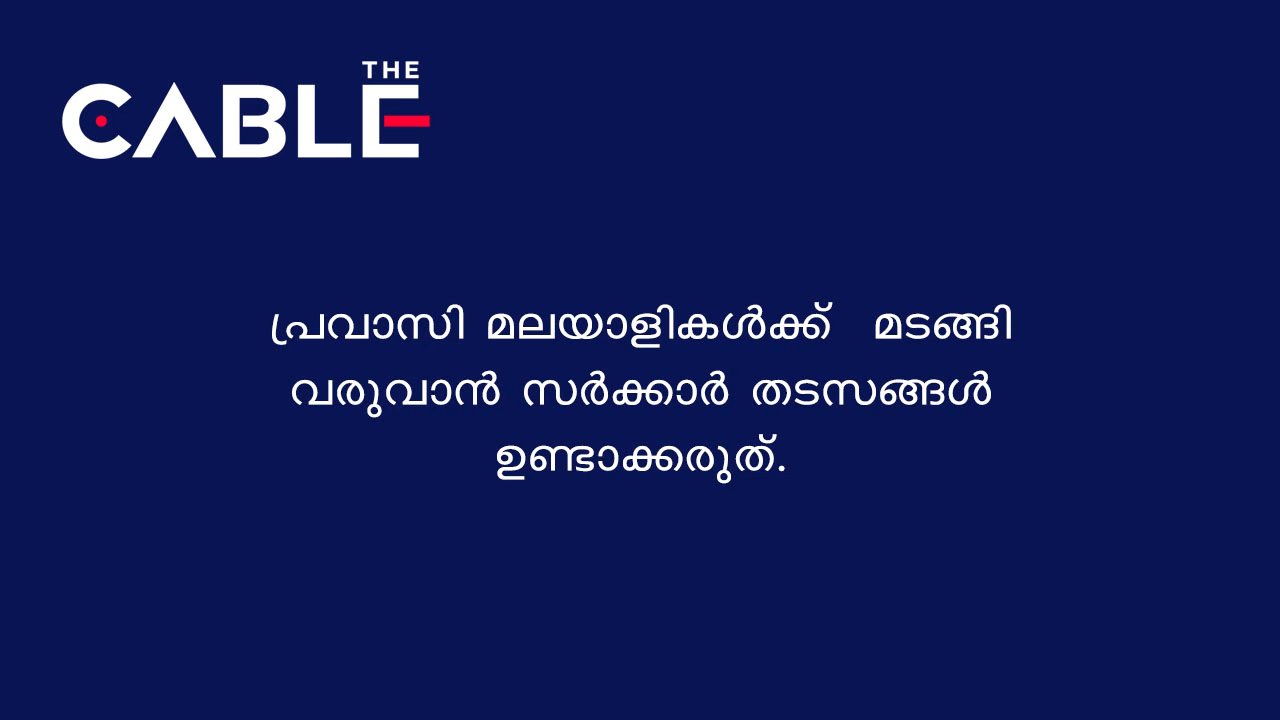 THE
CABLE
പ്രവാസി മലയാളികൾക്ക് മടങ്ങി
വരുവാൻ സർക്കാർ തടസങ്ങൾ
ഉണ്ടാക്കരുത്.